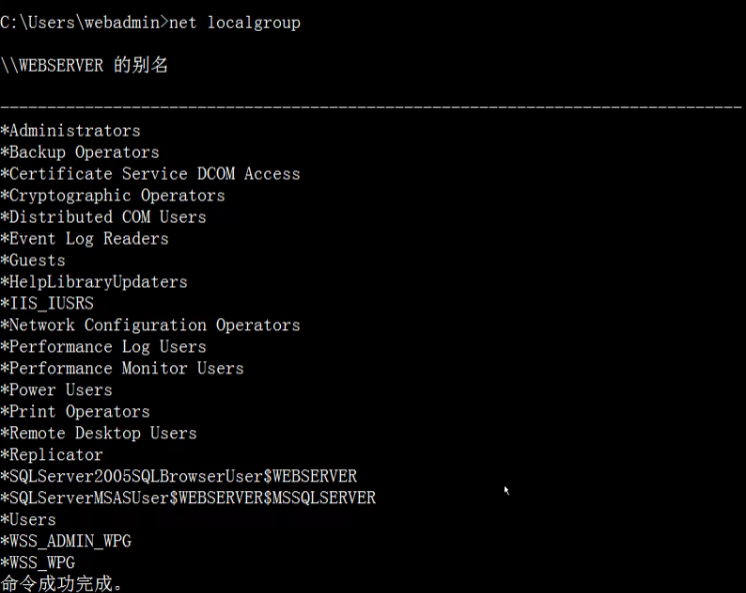 C:\Users\webadmin>net localgroup
\\WEBSERVER 的别名
-------------------------------------------------------------------------------
*Administrators
*Backup Operators
*Certificate Service DCOM Access
*Cryptographic Operators
*Distributed COM Users
*Event Log Readers
*Guests
*HelpLibraryUpdaters
*IIS_IUSRS
*Network Configuration Operators
*Performance Log Users
*Performance Monitor Users
*Power Users
*Print Operators
*Remote Desktop Users
*Replicator
*SQLServer2005SQLBrowserUser$WEBSERVER
*SQLServerMSASUser$WEBSERVER$MSSQLSERVER
*Users
*WSS_ADMIN_WPG
*WSS_WPG
命令成功完成。